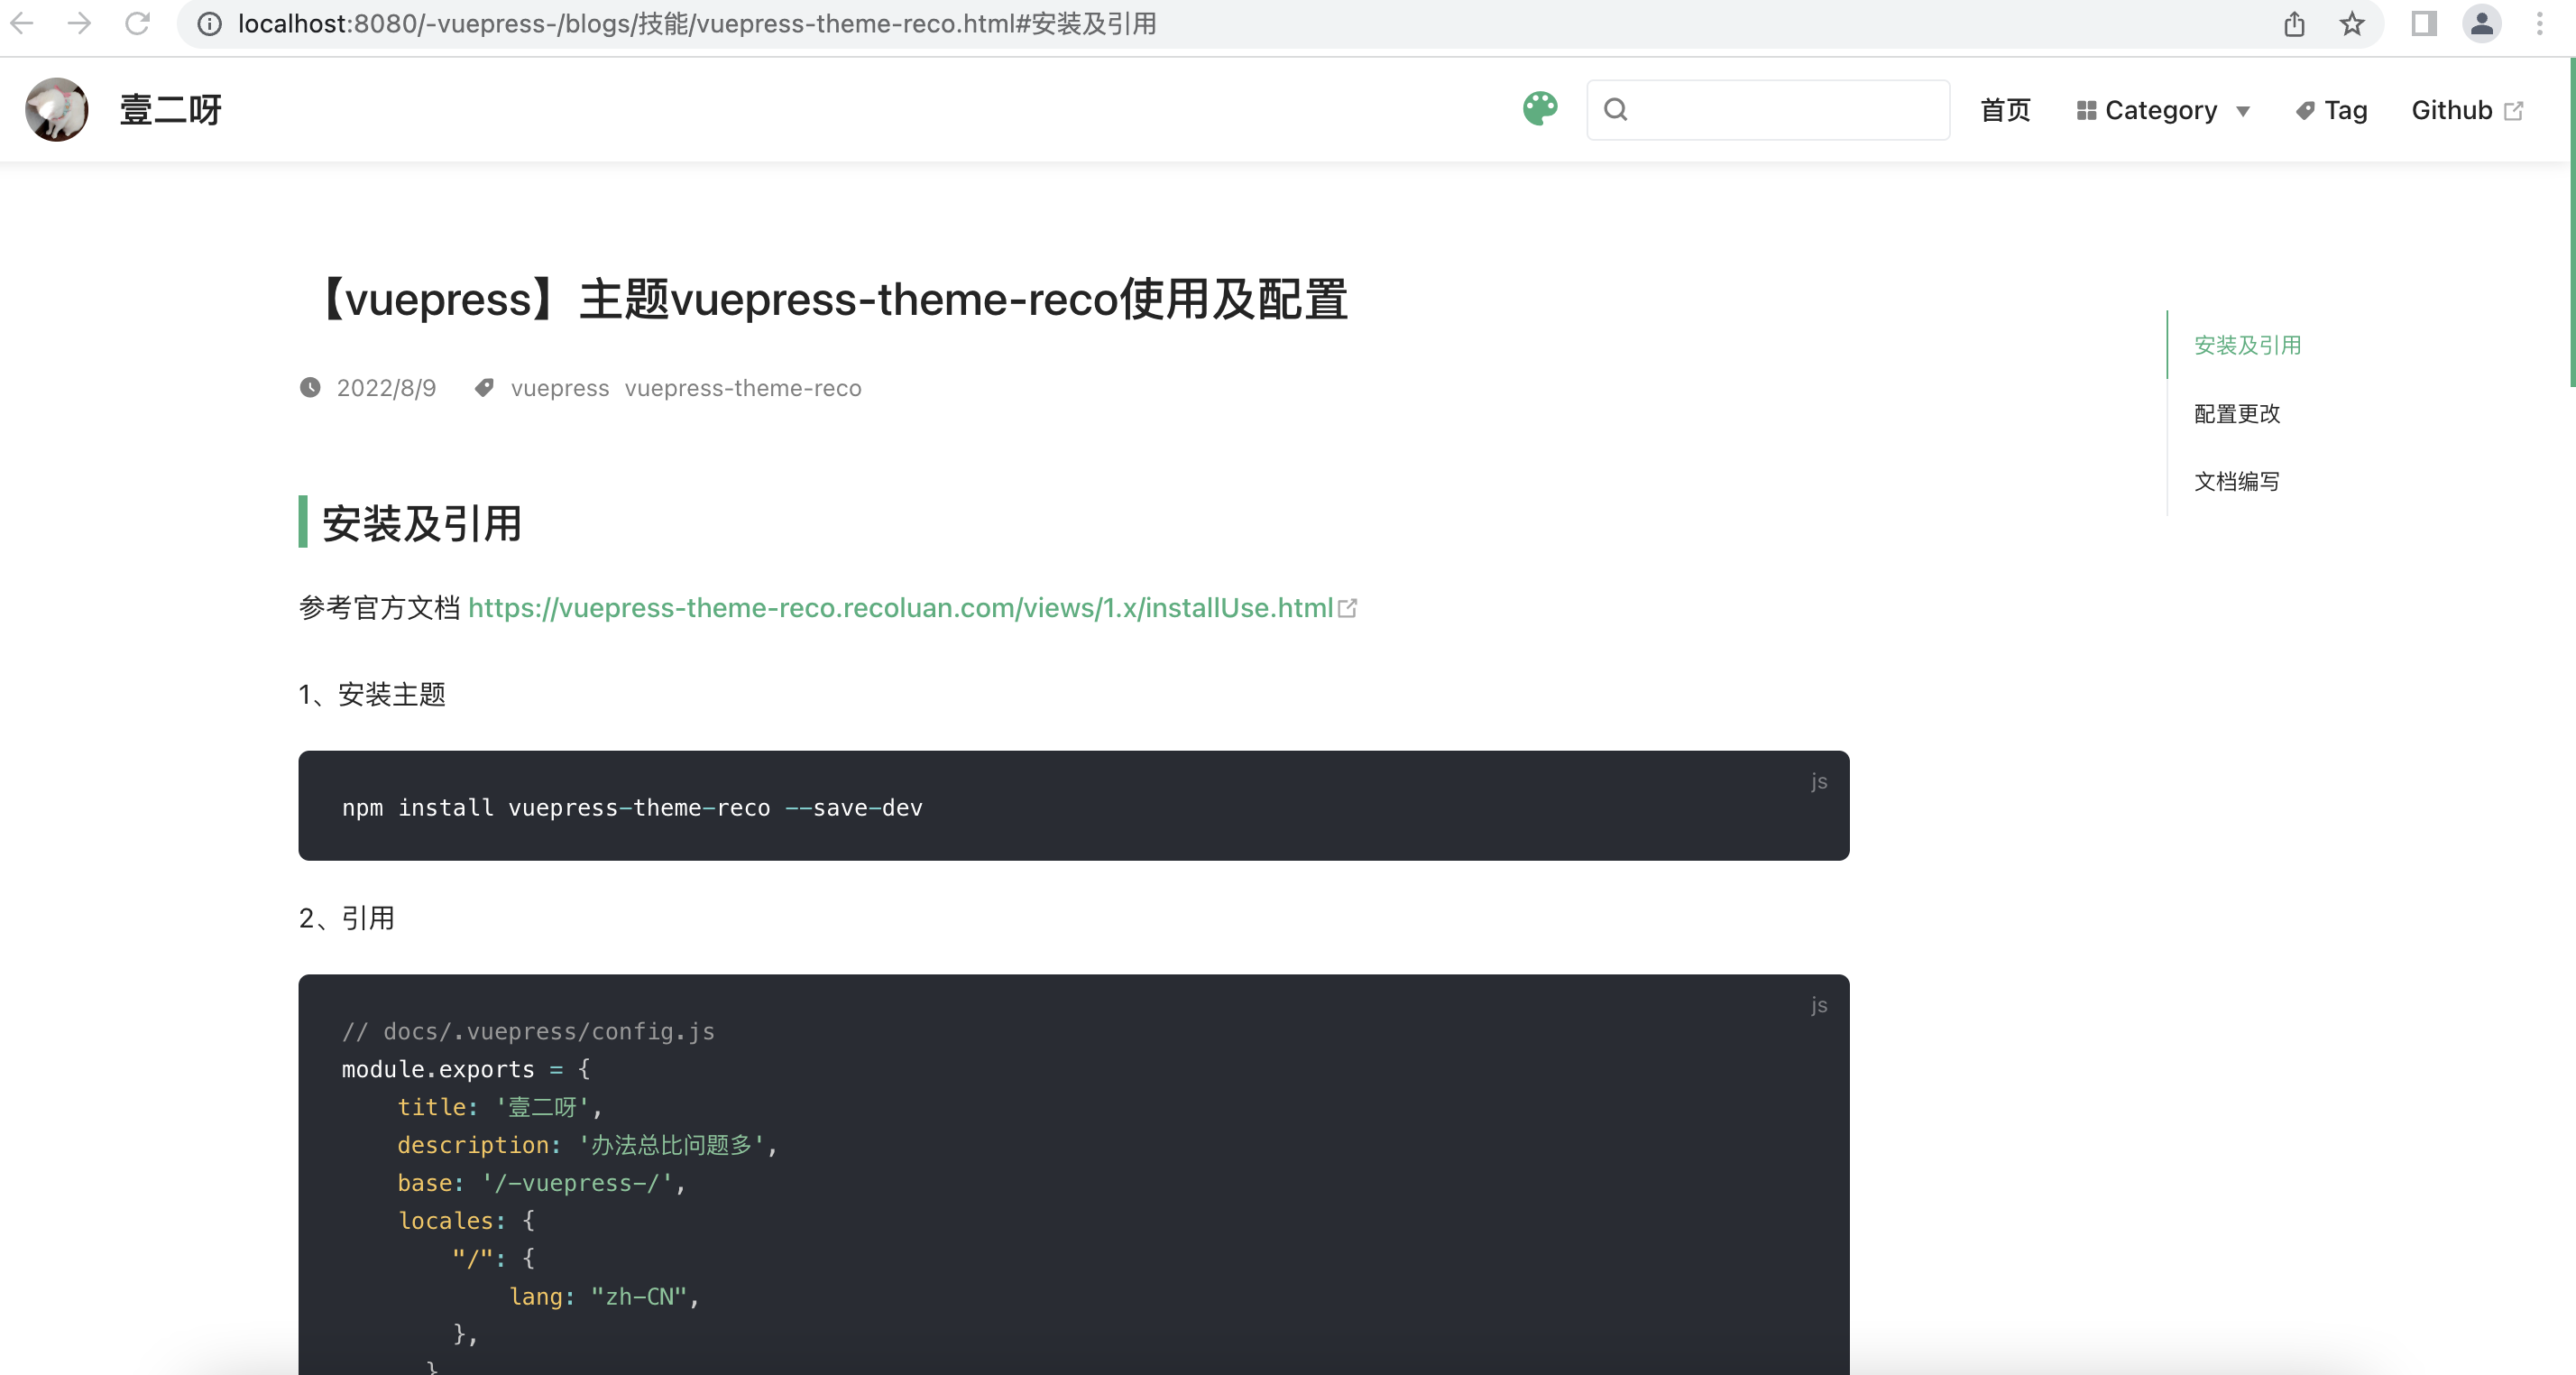 localhost:8080/-vuepress-/blogs/技能/vuepress-theme-reco.html#安装及引用
壹二呀
首页
Category
Tag
Github
【vuepress】主题vuepress-theme-reco使用及配置
2022/8/9 vuepress vuepress-theme-reco
安装及引用
参考官方文档 https://vuepress-theme-reco.recoluan.com/views/1.x/installUse.html
1、安装主题
js
npm install vuepress-theme-reco --save-dev
2、引用
js
// docs/.vuepress/config.js
module.exports = {
title: '壹二呀',
description: '办法总比问题多',
base: '/-vuepress-/',
locales: {
"/": {
lang: "zh-CN",
},
}
安装及引用
配置更改
文档编写